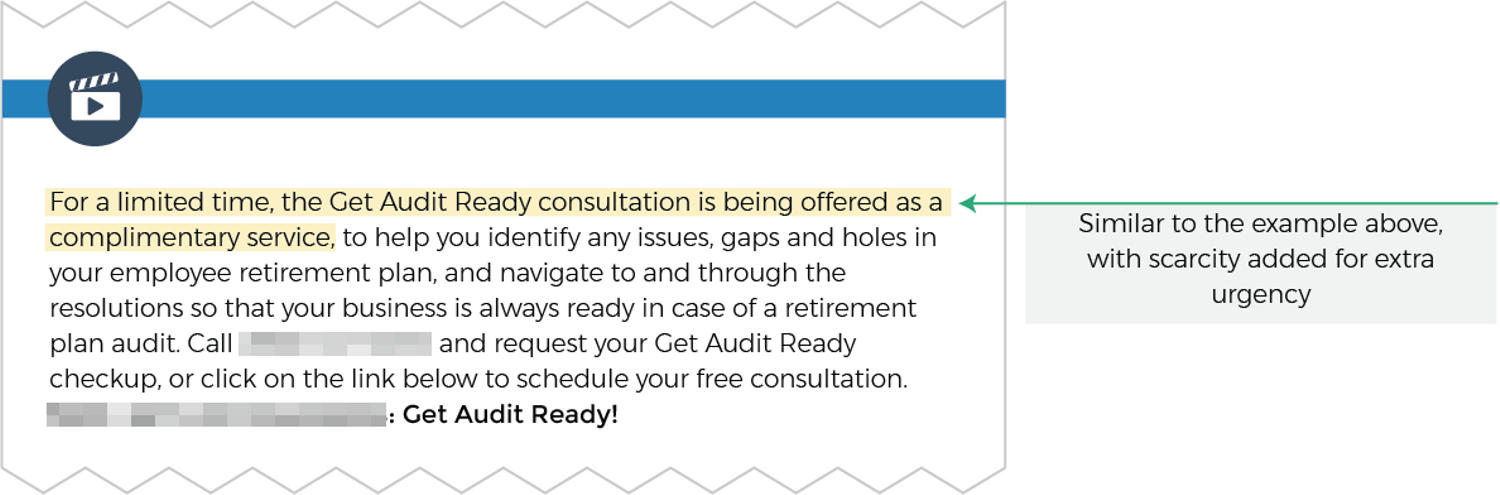 For a limited time, the Get Audit Ready consultation is being offered as a
complimentary service, to help you identify any issues, gaps and holes in
your employee retirement plan, and navigate to and through the
resolutions so that your business is always ready in case of a retirement
plan audit. Call and request your Get Audit Ready
checkup, or click on the link below to schedule your free consultation.
: Get Audit Ready!
Similar to the example above,
with scarcity added for extra
urgency